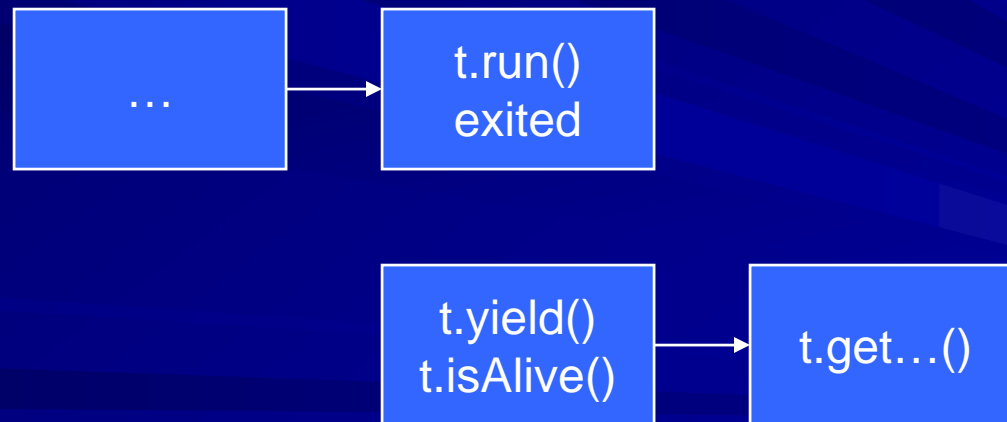 …
t.run()
exited
t.yield()
t.isAlive()
t.get…()